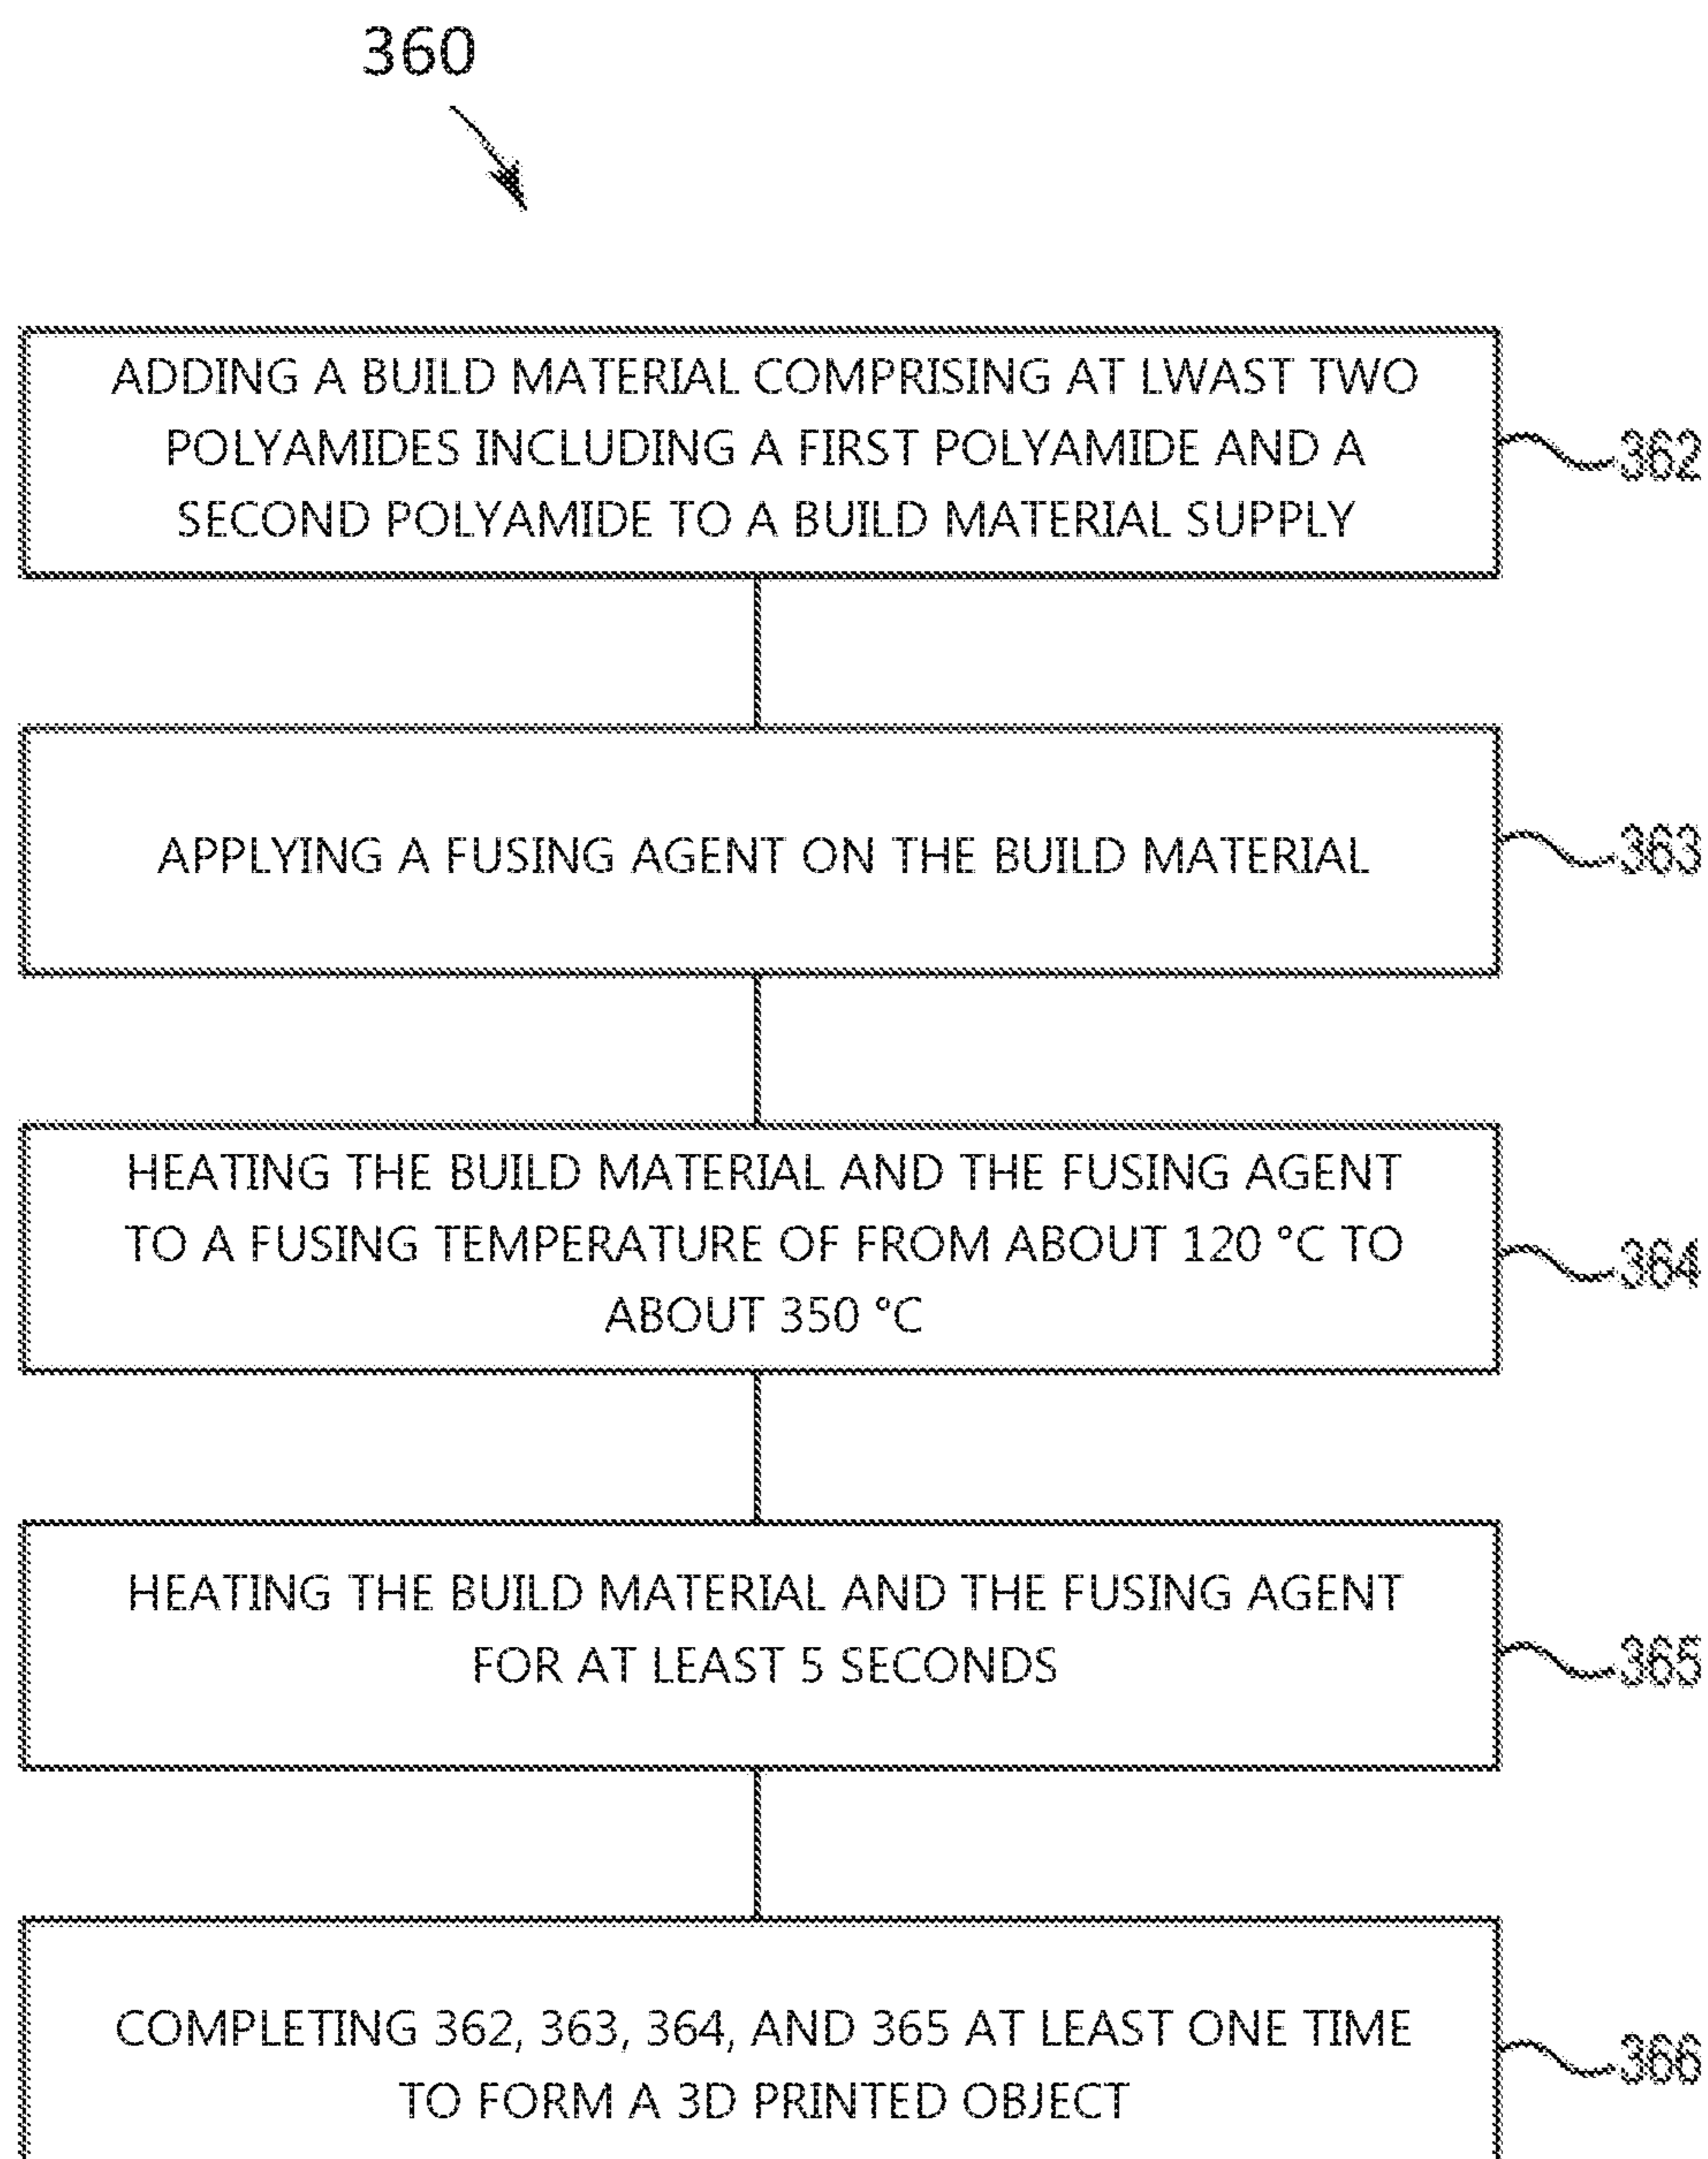 360
ADDING A BUILD MATERIAL COMPRISING AT LWAST TWO
POLYAMIDES INCLUDING A FIRST POLYAMIDE AND A
SECOND POLYAMIDE TO A BUILD MATERIAL SUPPLY
362
APPLYING A FUSING AGENT ON THE BUILD MATERIAL
363
HEATING THE BUILD MATERIAL AND THE FUSING AGENT
TO A FUSING TEMPERATURE OF FROM ABOUT 120 °C TO
ABOUT 350 °C
364
HEATING THE BUILD MATERIAL AND THE FUSING AGENT
FOR AT LEAST 5 SECONDS
365
COMPLETING 362, 363, 364, AND 365 AT LEAST ONE TIME
TO FORM A 3D PRINTED OBJECT
366